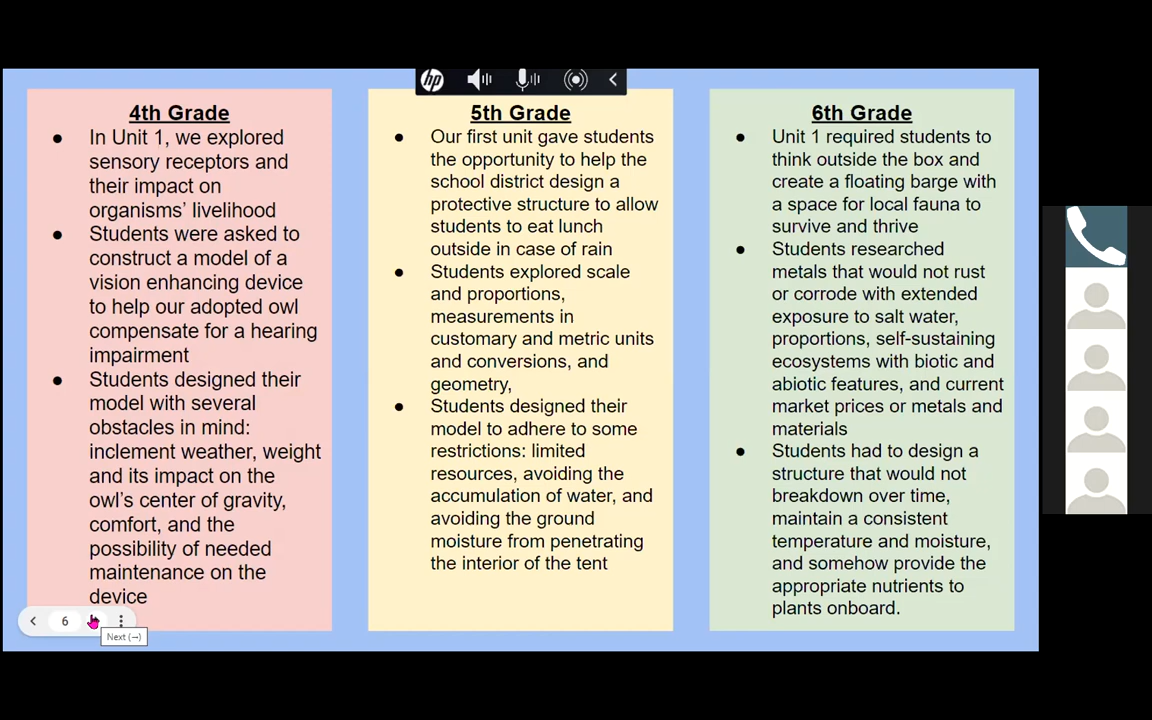 hp
4th Grade
● In Unit 1, we explored
sensory receptors and
their impact on
organisms' livelihood
● Students were asked to
construct a model of a
vision enhancing device
to help our adopted owl
compensate for a hearing
impairment
● Students designed their
model with several
obstacles in mind:
inclement weather, weight
and its impact on the
owl's center of gravity,
comfort, and the
possibility of needed
maintenance on the
device
5th Grade
● Our first unit gave students
the opportunity to help the
school district design a
protective structure to allow
students to eat lunch
outside in case of rain
● Students explored scale
and proportions,
measurements in
customary and metric units
and conversions, and
geometry,
● Students designed their
model to adhere to some
restrictions: limited
resources, avoiding the
accumulation of water, and
avoiding the ground
moisture from penetrating
the interior of the tent
6th Grade
● Unit 1 required students to
think outside the box and
create a floating barge with
a space for local fauna to
survive and thrive
● Students researched
metals that would not rust
or corrode with extended
exposure to salt water,
proportions, self-sustaining
ecosystems with biotic and
abiotic features, and current
market prices or metals and
materials
● Students had to design a
structure that would not
breakdown over time,
maintain a consistent
temperature and moisture,
and somehow provide the
appropriate nutrients to
plants onboard.
6
Next (→)